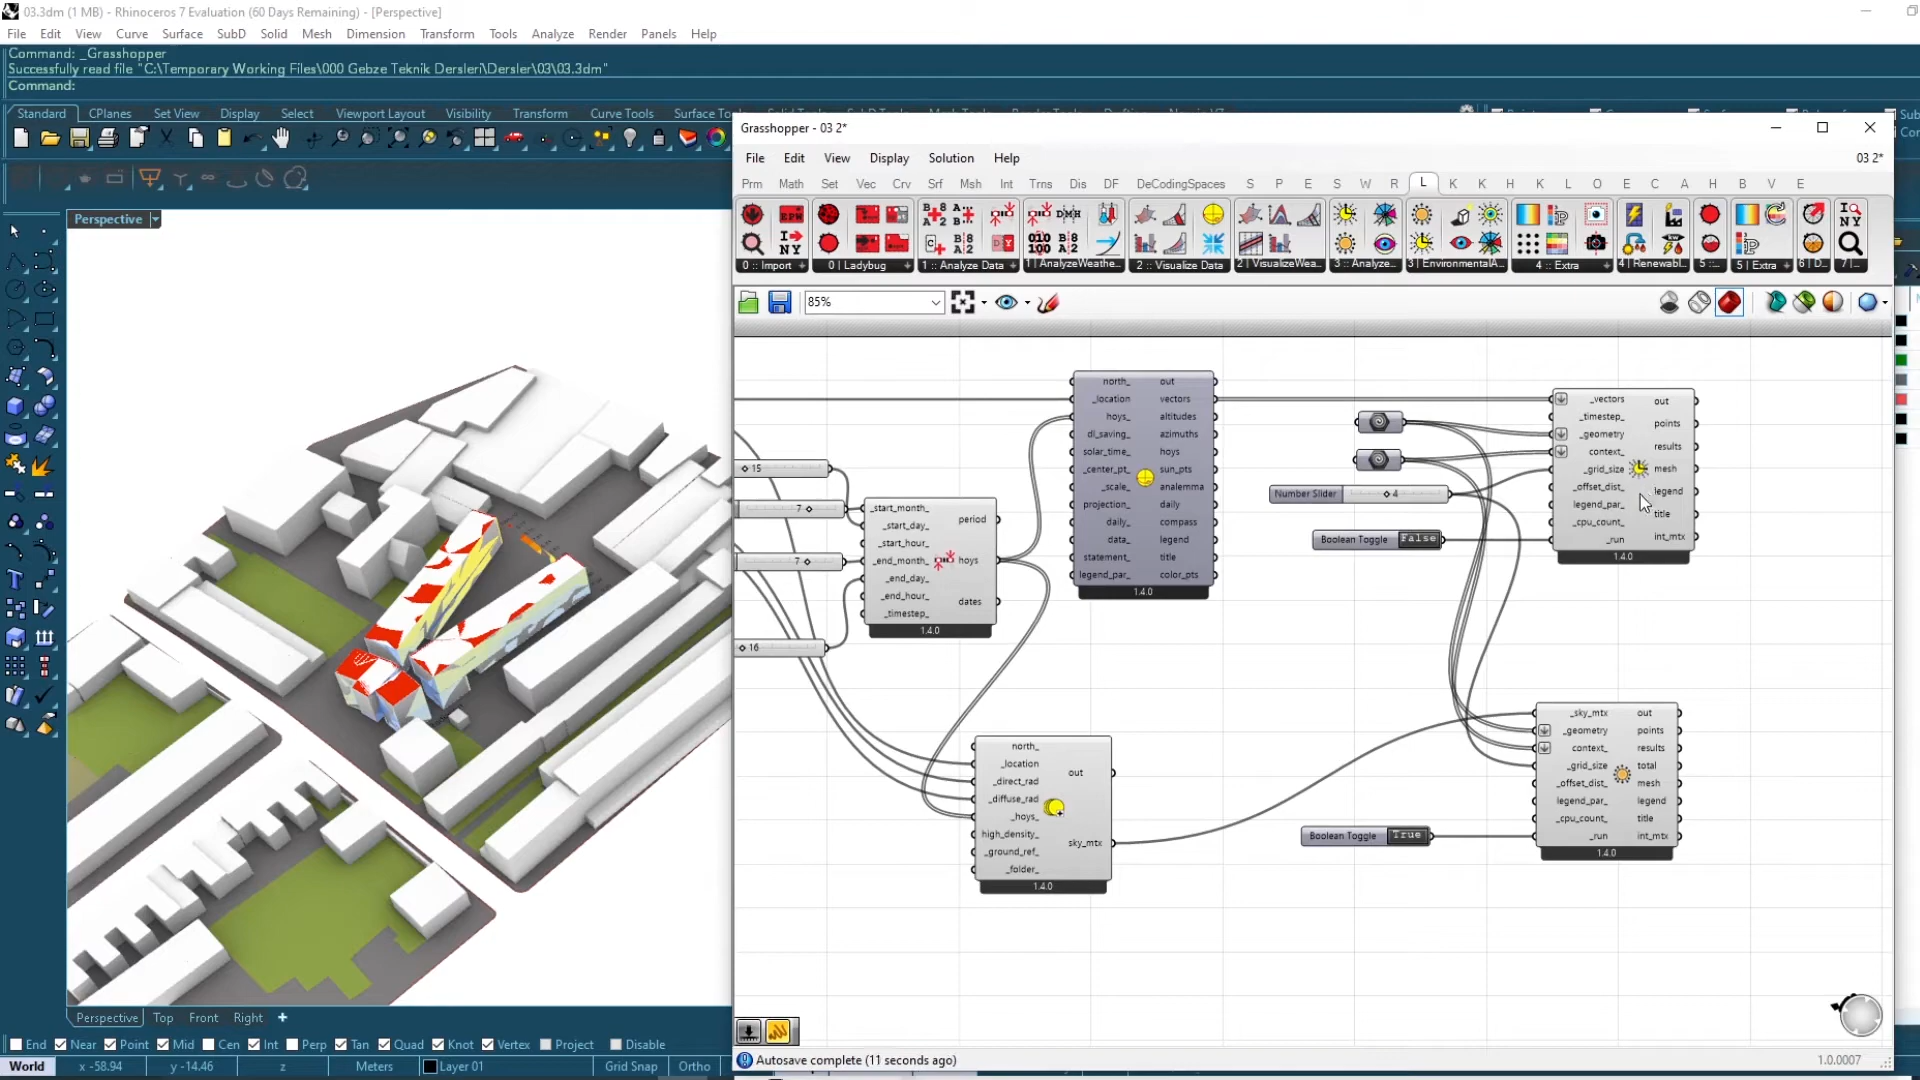 03.3dm (1 MB) - Rhinoceros 7 Evaluation (60 Days Remaining) - [Perspective]
File Edit View Curve Surface SubD Solid Mesh Dimension Transform Tools Analyze Render Panels Help
Command: _Grasshopper
Successfully read file "C:\Temporary Working Files\000 Gebze Teknik Dersleri\Dersler\03\03.3dm"
Command:
Standard CPlanes Set View Display Select Viewport Layout Visibility Transform Curve Tools Surface To
Perspective
Grasshopper - 03 2*
File Edit View Display Solution Help 03 2*
Prm Math Set Vec Crv Srf Msh Int Trns Dis DF DeCodingSpaces S P E S W R L K K H K L O E C A H B V E
0 :: Import + 0 | Ladybug + 1 :: Analyze Data + 1 | AnalyzeWeathe... 2 :: Visualize Data 2 | VisualizeWea... 3 :: Analyze... 3 | EnvironmentalA... 4 :: Extra + 4 | Renewabl... 5 ::... 5 | Extra + 6 | D... 7 |...
85%
15
7
7
16
_start_month_
_start_day_
_start_hour_
_end_month_
_end_day_
_end_hour_
_timestep_
period
hoys
dates
1.4.0
north_
_location
hoys_
dl_saving_
solar_time_
_center_pt_
_scale_
projection_
daily_
data_
statement_
legend_par_
out
vectors
altitudes
azimuths
hoys
sun_pts
analemma
daily
compass
legend
title
color_pts
1.4.0
Number Slider 4
Boolean Toggle False
_vectors
_timestep_
_geometry
context_
_grid_size_
_offset_dist_
legend_par_
_cpu_count_
_run
out
points
results
mesh
legend
title
int_mtx
1.4.0
north_
_location
_direct_rad
_diffuse_rad
_hoys_
high_density_
_ground_ref_
_folder_
out
sky_mtx
1.4.0
Boolean Toggle True
_sky_mtx
_geometry
context_
_grid_size_
_offset_dist_
legend_par_
_cpu_count_
_run
out
points
results
total
mesh
legend
title
int_mtx
1.4.0
Perspective Top Front Right
End Near Point Mid Cen Int Perp Tan Quad Knot Vertex Project Disable
World x -58.94 y -14.46 z Meters Layer 01 Grid Snap Ortho
Autosave complete (11 seconds ago) 1.0.0007